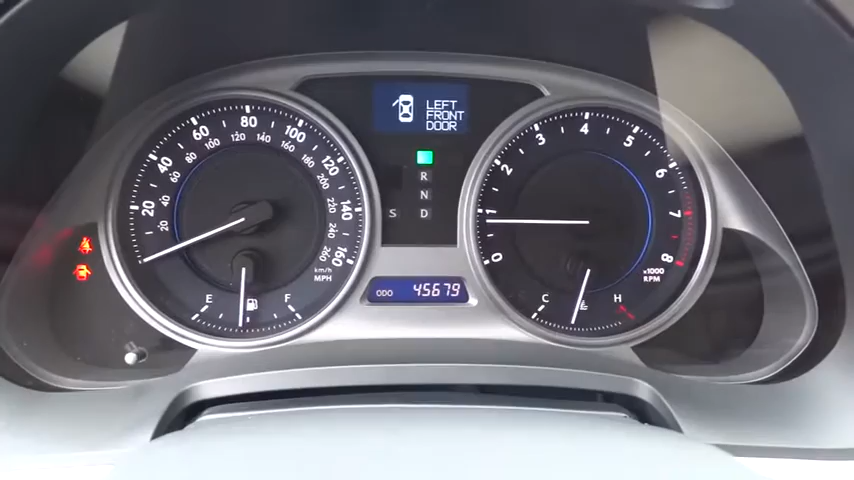 LEFT
FRONT
DOOR
20 40 60 80 100 120 140 160
20 40 60 80 100 120 140 160 180 200 220 240 260
km/h
MPH
E F
R
N
S D
ODO 45679
0 1 2 3 4 5 6 7 8
x1000
RPM
C H